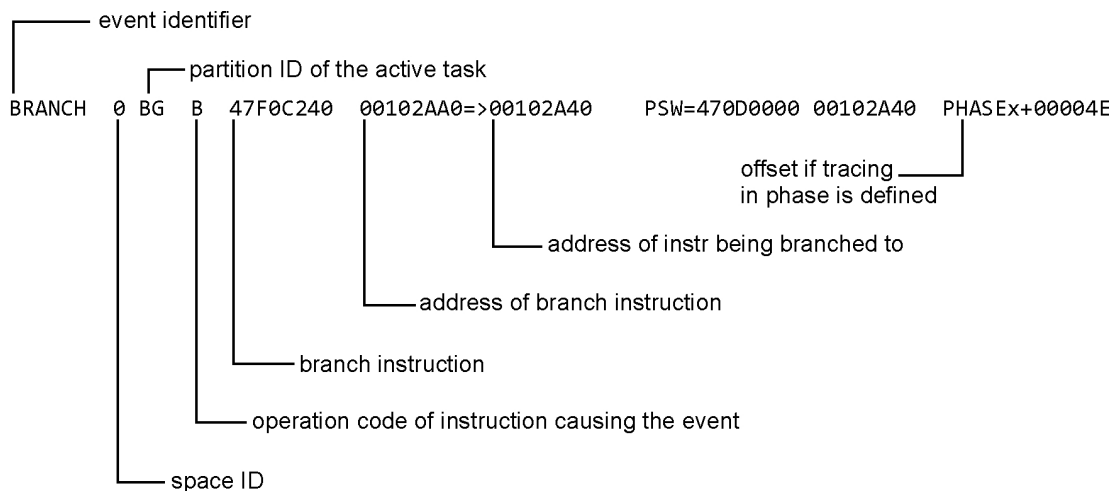 event identifier
partition ID of the active task
BRANCH 0 BG B 47F0C240 00102AA0=>00102A40 PSW=470D0000 00102A40 PHASEx+00004E
offset if tracing
in phase is defined
address of instr being branched to
address of branch instruction
branch instruction
operation code of instruction causing the event
space ID